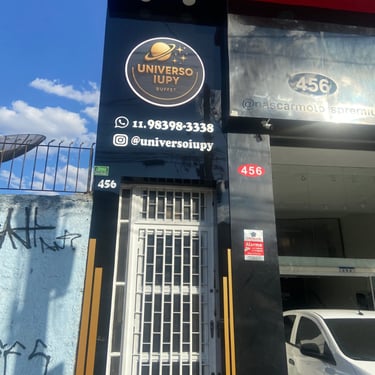 UNIVERSO
IUPY
BUFFET
11.98398-3338
@universoiupy
456
456
456
Alarme